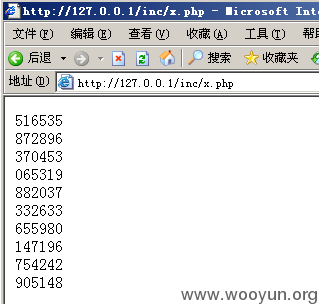 http://127.0.0.1/inc/x.php - Microsoft Int
文件(F) 编辑(E) 查看(V) 收藏(A) 工具(T)
后退 搜索 收藏夹
地址(D) http://127.0.0.1/inc/x.php
516535
872896
370453
065319
882037
332633
655980
147196
754242
905148
www.wooyun.org